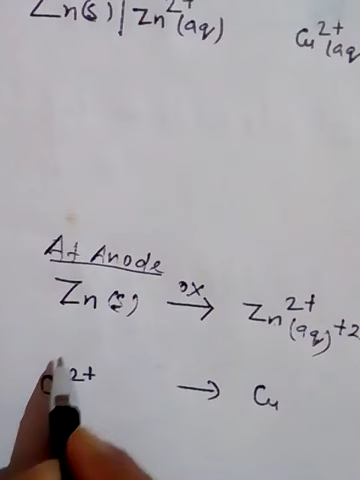 Zn(s) | Zn²⁺(aq) Cu²⁺(aq
At Anode
Zn(s) ox→ Zn²⁺(aq) + 2
²⁺ → Cu